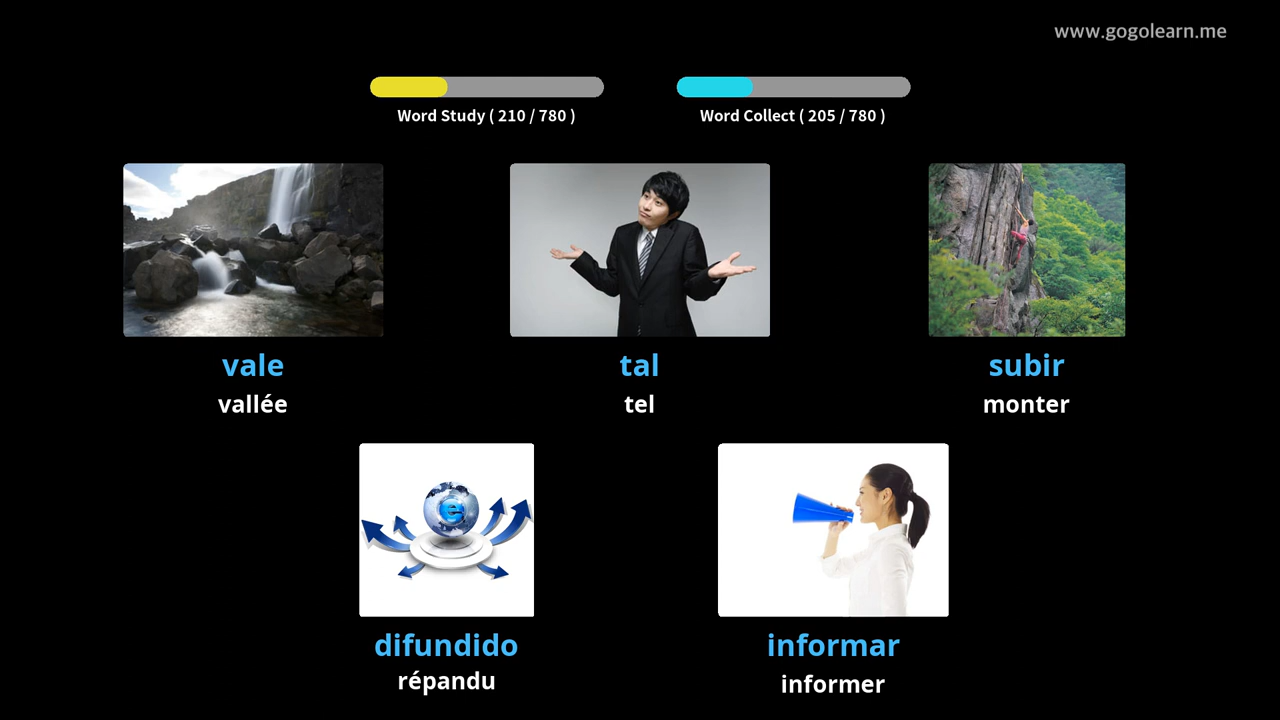 www.gogolearn.me
Word Study ( 210 / 780 )
Word Collect ( 205 / 780 )
vale
vallée
tal
tel
subir
monter
e
difundido
répandu
informar
informer